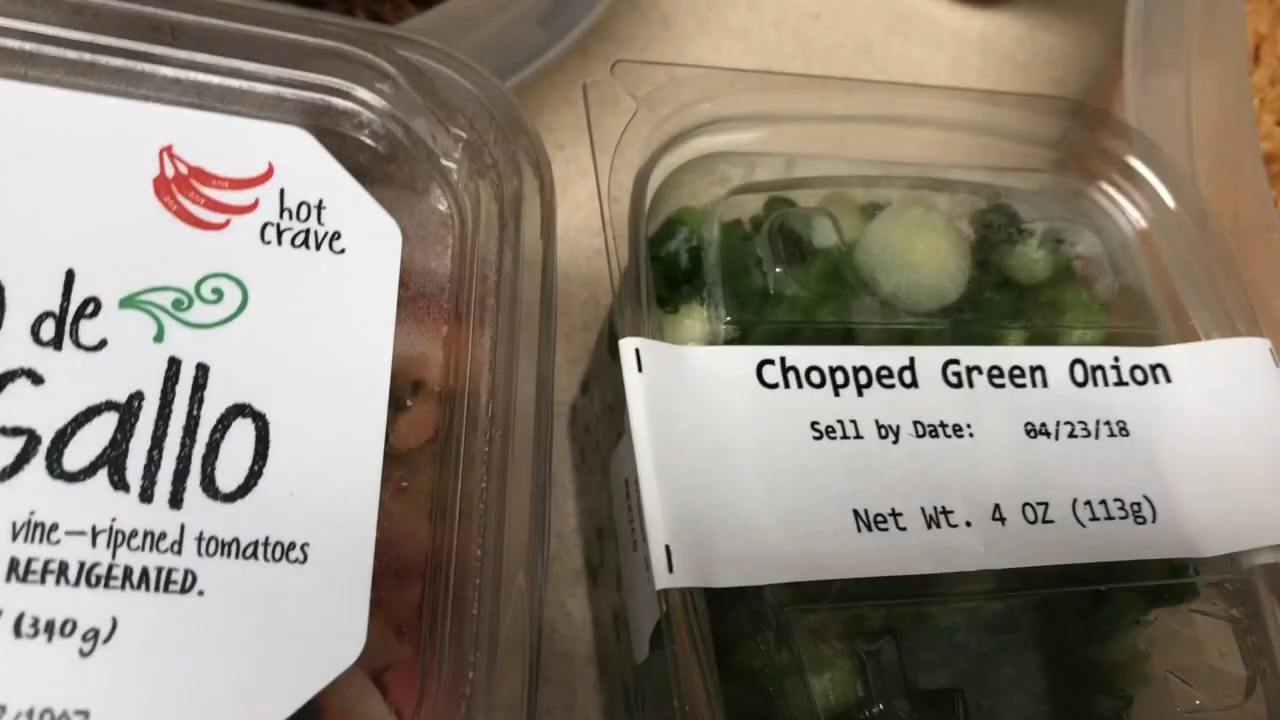 hot
crave
de
Gallo
vine-ripened tomatoes
REFRIGERATED.
(340g)
Chopped Green Onion
Sell by Date: 04/23/18
Net Wt. 4 OZ (113g)